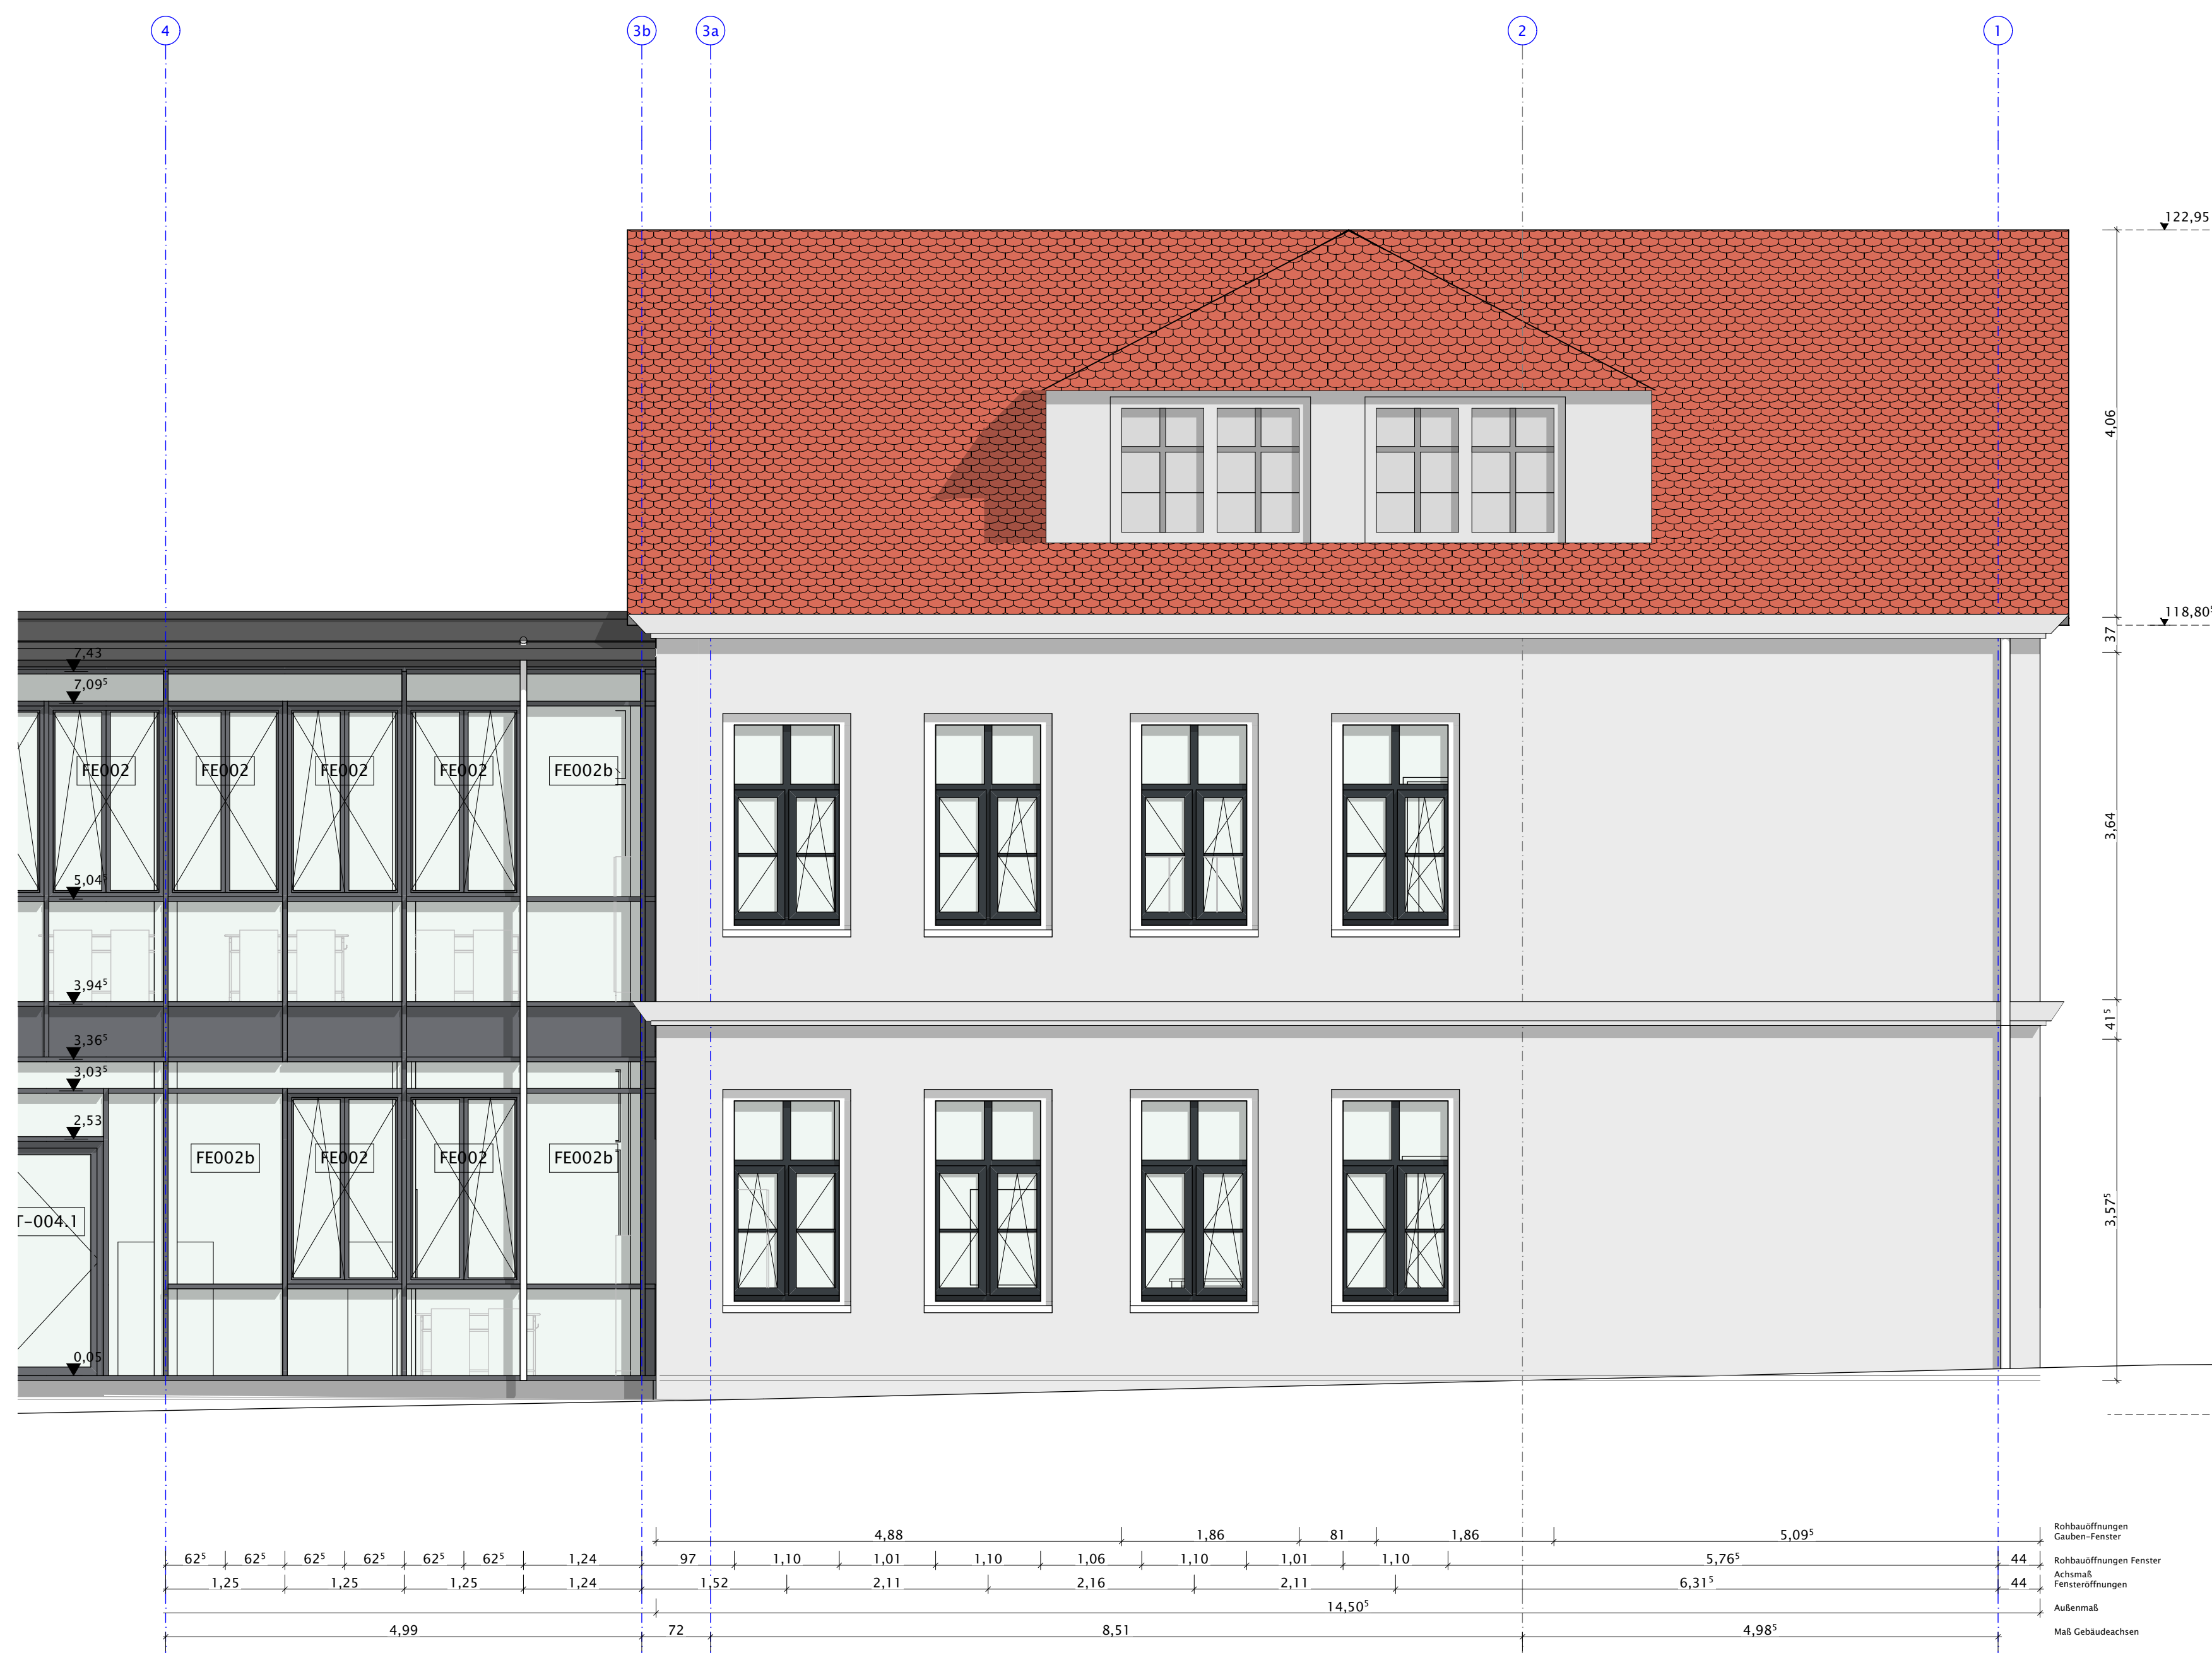 4 3b 3a 2 1
122,95
4,06
118,80⁵
37
7,43
7,09⁵
FE002 FE002 FE002 FE002 FE002b
3,64
5,04⁵
3,94⁵
41⁵
3,36⁵
3,03⁵
2,53
FE002b FE002 FE002 FE002b
3,57⁵
T-004.1
0,05
4,88 1,86 81 1,86 5,09⁵ Rohbauöffnungen
Gauben-Fenster
62⁵ 62⁵ 62⁵ 62⁵ 62⁵ 62⁵ 1,24 97 1,10 1,01 1,10 1,06 1,10 1,01 1,10 5,76⁵ 44 Rohbauöffnungen Fenster
1,25 1,25 1,25 1,24 1,52 2,11 2,16 2,11 6,31⁵ 44 Achsmaß
Fensteröffnungen
14,50⁵ Außenmaß
4,99 72 8,51 4,98⁵ Maß Gebäudeachsen